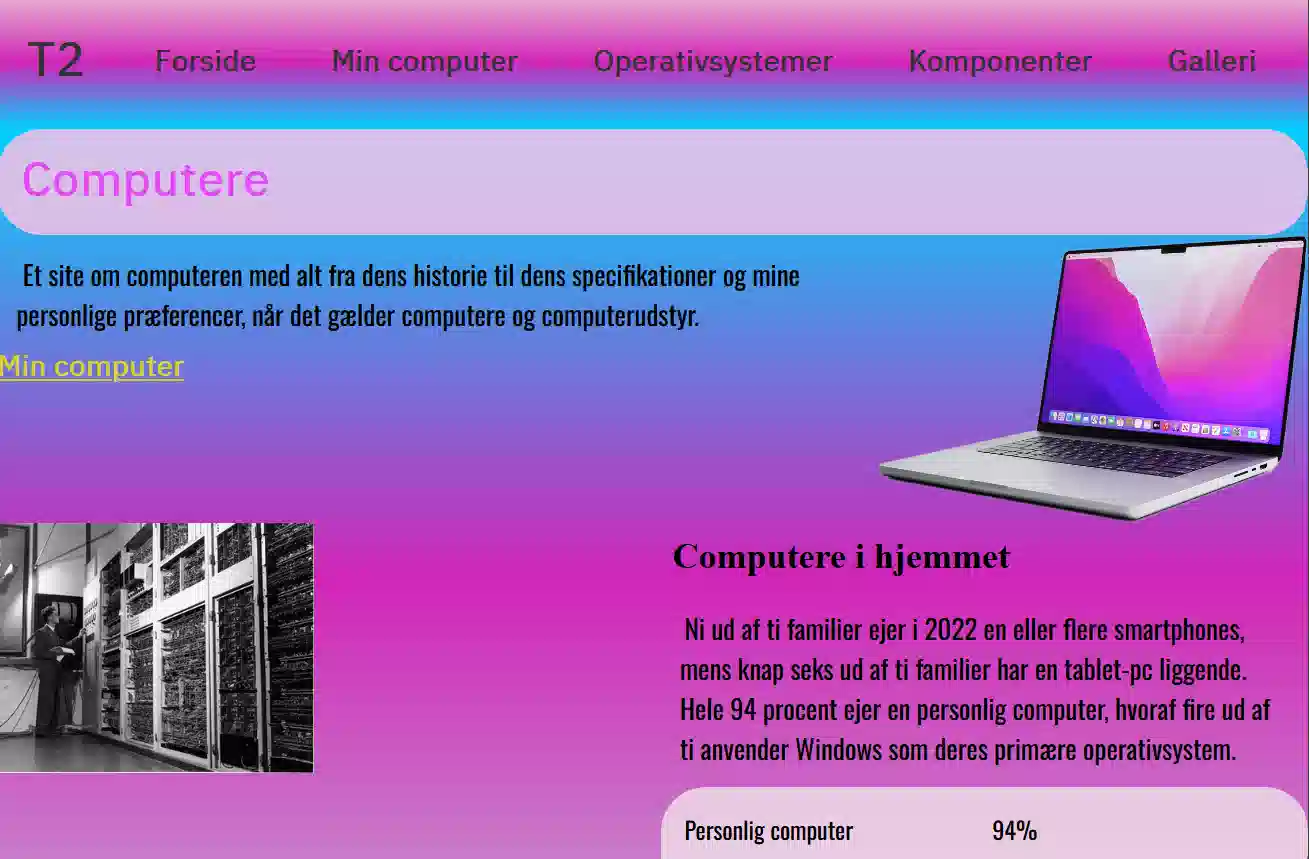 T2 Forside Min computer Operativsystemer Komponenter Galleri
Computere
Et site om computeren med alt fra dens historie til dens specifikationer og mine
personlige præferencer, når det gælder computere og computerudstyr.
Min computer
Computere i hjemmet
Ni ud af ti familier ejer i 2022 en eller flere smartphones,
mens knap seks ud af ti familier har en tablet-pc liggende.
Hele 94 procent ejer en personlig computer, hvoraf fire ud af
ti anvender Windows som deres primære operativsystem.
Personlig computer 94%